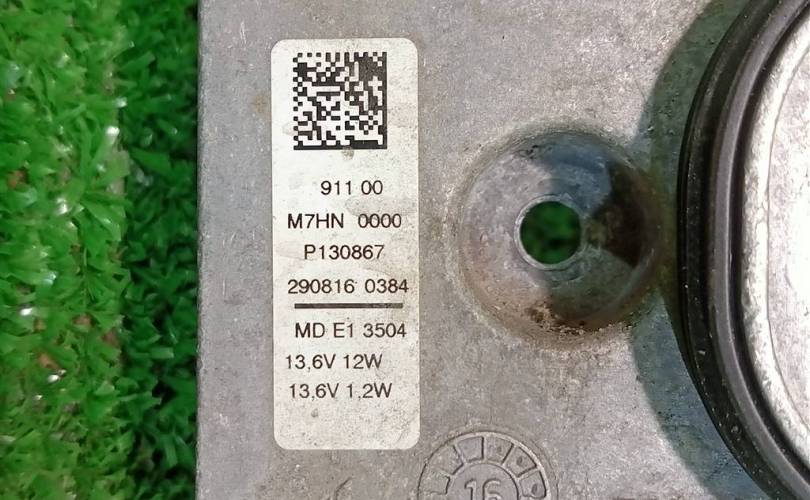 911 00
M7HN 0000
P130867
290816 0384
MD E1 3504
13,6V 12W
13,6V 1,2W
16